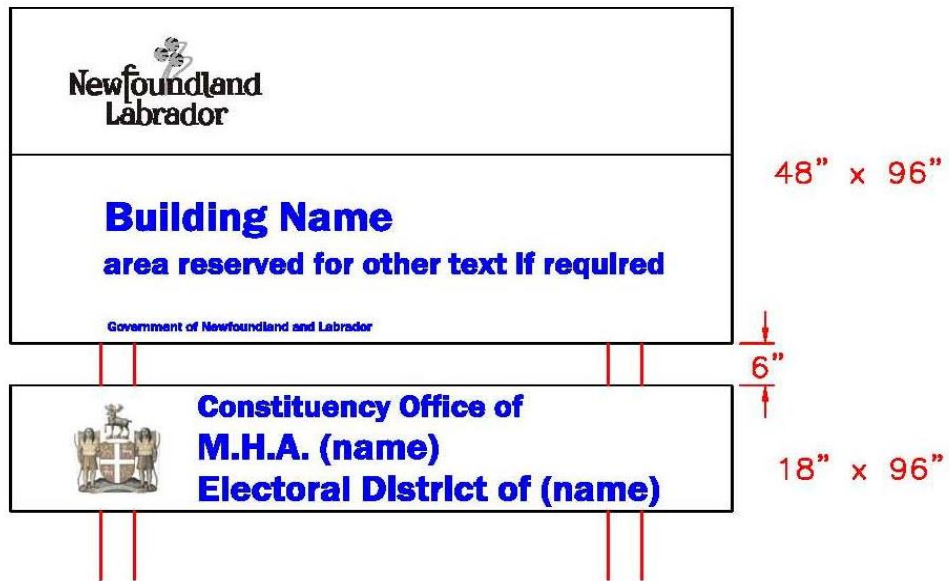 Newfoundland
Labrador
48” x 96”
Building Name
area reserved for other text if required
Government of Newfoundland and Labrador
6”
Constituency Office of
M.H.A. (name)
Electoral District of (name)
18” x 96”